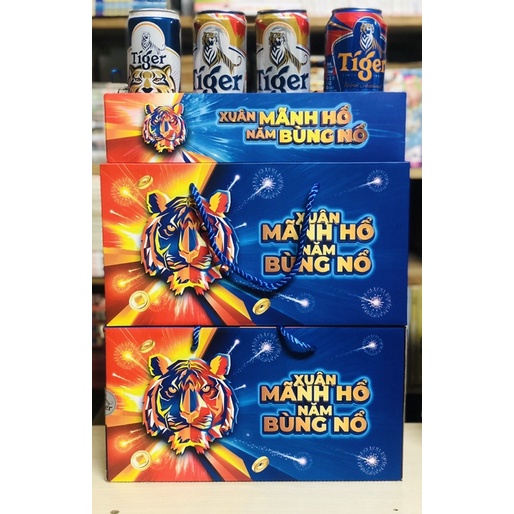 Tiger
Tiger
Tiger
Tiger
XUÂN MÃNH HỔ
NĂM BÙNG NỔ
XUÂN
MÃNH HỔ
NĂM
BÙNG NỔ
XUÂN
MÃNH HỔ
NĂM
BÙNG NỔ